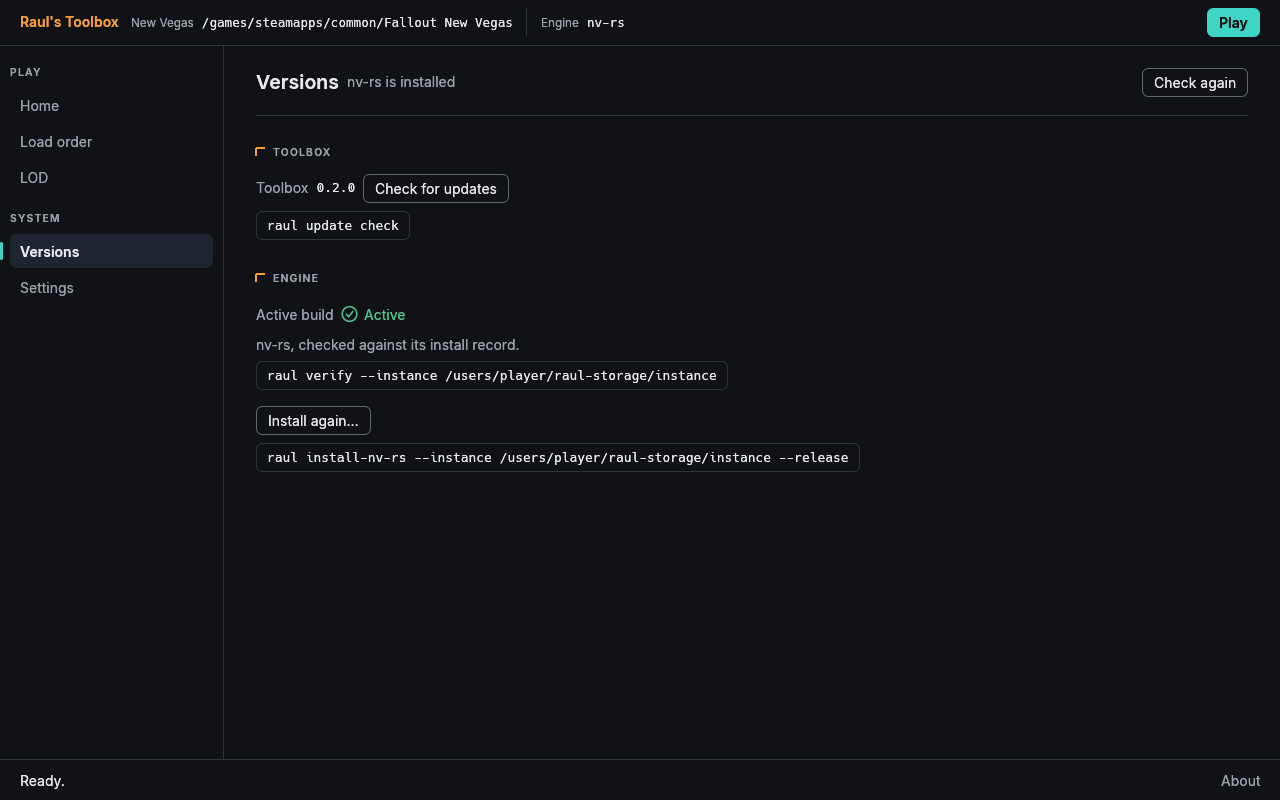 Raul's Toolbox New Vegas /games/steamapps/common/Fallout New Vegas Engine nv-rs Play
PLAY
Home
Load order
LOD
SYSTEM
Versions
Settings
Versions nv-rs is installed Check again
TOOLBOX
Toolbox 0.2.0 Check for updates
raul update check
ENGINE
Active build Active
nv-rs, checked against its install record.
raul verify --instance /users/player/raul-storage/instance
Install again...
raul install-nv-rs --instance /users/player/raul-storage/instance --release
Ready. About